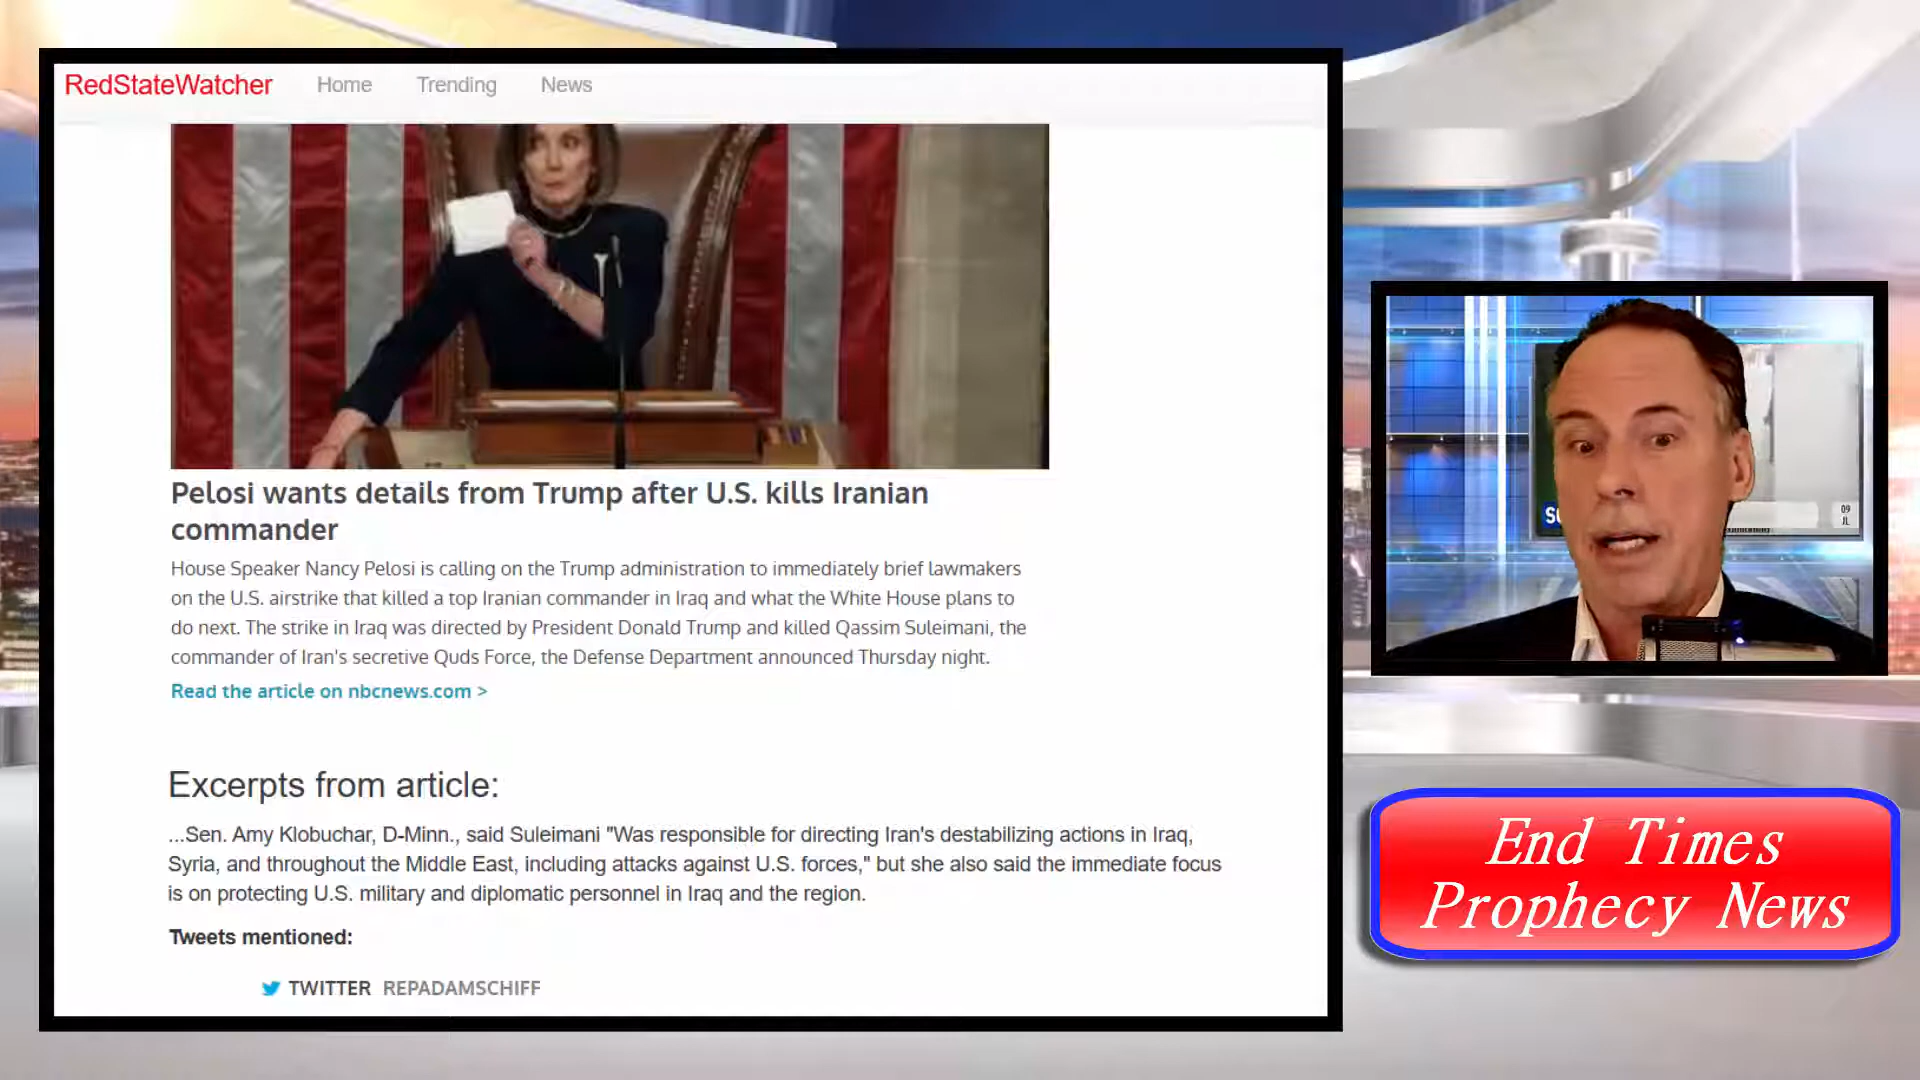 RedStateWatcher Home Trending News
Pelosi wants details from Trump after U.S. kills Iranian
commander
House Speaker Nancy Pelosi is calling on the Trump administration to immediately brief lawmakers
on the U.S. airstrike that killed a top Iranian commander in Iraq and what the White House plans to
do next. The strike in Iraq was directed by President Donald Trump and killed Qassim Suleimani, the
commander of Iran's secretive Quds Force, the Defense Department announced Thursday night.
Read the article on nbcnews.com >
Excerpts from article:
...Sen. Amy Klobuchar, D-Minn., said Suleimani "Was responsible for directing Iran's destabilizing actions in Iraq,
Syria, and throughout the Middle East, including attacks against U.S. forces," but she also said the immediate focus
is on protecting U.S. military and diplomatic personnel in Iraq and the region.
Tweets mentioned:
TWITTER REPADAMSCHIFF
09
JL
End Times
Prophecy News